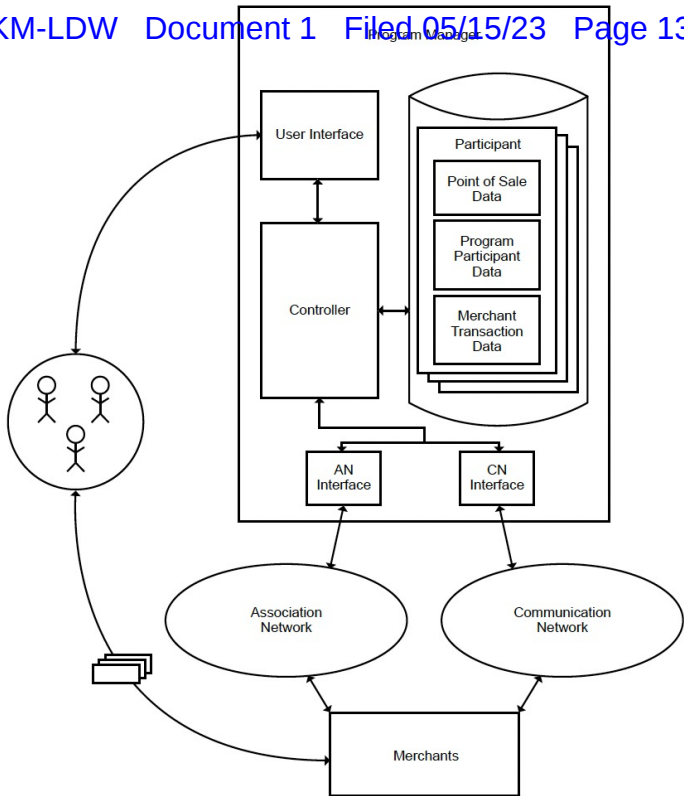 KM-LDW Document 1 Filed 05/15/23 Page 13
Program Manager
User Interface
Participant
Point of Sale
Data
Program
Participant
Data
Controller
Merchant
Transaction
Data
AN
Interface
CN
Interface
Association
Network
Communication
Network
Merchants